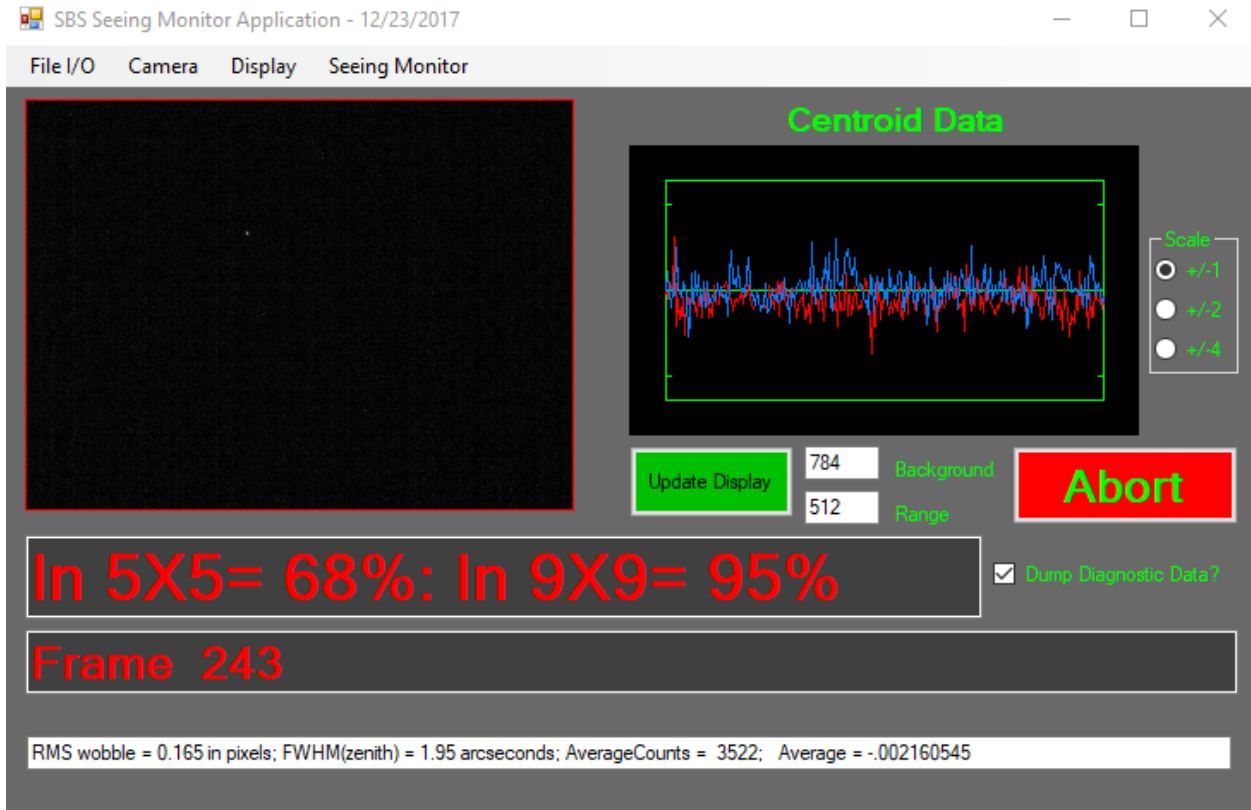 SBS Seeing Monitor Application - 12/23/2017
File I/O Camera Display Seeing Monitor
Centroid Data
Scale
+/-1
+/-2
+/-4
Update Display
784 Background
512 Range
Abort
In 5X5= 68%: In 9X9= 95%
Dump Diagnostic Data?
Frame 243
RMS wobble = 0.165 in pixels; FWHM(zenith) = 1.95 arcseconds; AverageCounts = 3522; Average = -.002160545